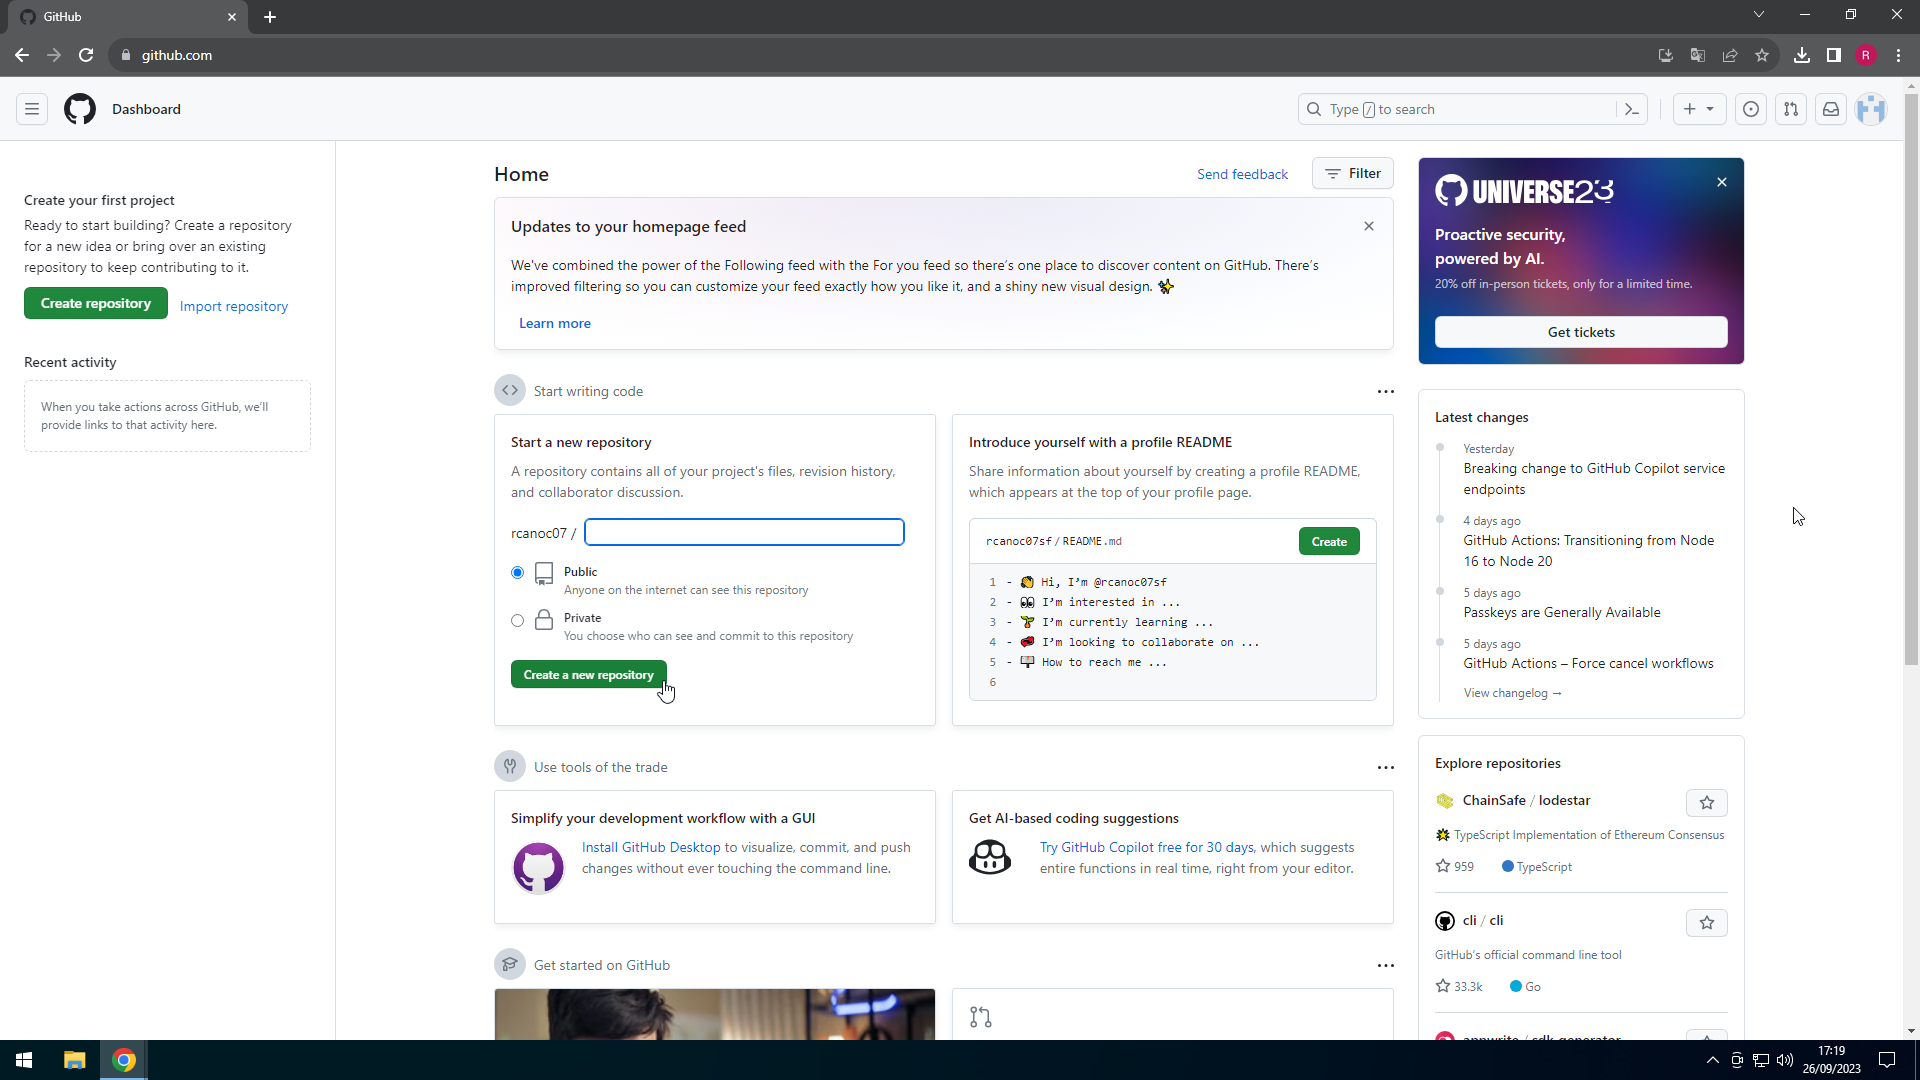 GitHub
github.com
R
Dashboard
Type / to search
Create your first project
Ready to start building? Create a repository
for a new idea or bring over an existing
repository to keep contributing to it.
Create repository
Import repository
Recent activity
When you take actions across GitHub, we'll
provide links to that activity here.
Home
Send feedback
Filter
Updates to your homepage feed
We've combined the power of the Following feed with the For you feed so there's one place to discover content on GitHub. There's
improved filtering so you can customize your feed exactly how you like it, and a shiny new visual design. ✨
Learn more
Start writing code
Start a new repository
A repository contains all of your project's files, revision history,
and collaborator discussion.
rcanoc07 /
Public
Anyone on the internet can see this repository
Private
You choose who can see and commit to this repository
Create a new repository
Introduce yourself with a profile README
Share information about yourself by creating a profile README,
which appears at the top of your profile page.
rcanoc07sf / README.md
Create
1 - 👋 Hi, I'm @rcanoc07sf
2 - 👀 I'm interested in ...
3 - 🌱 I'm currently learning ...
4 - 💞️ I'm looking to collaborate on ...
5 - 📫 How to reach me ...
6
Use tools of the trade
Simplify your development workflow with a GUI
Install GitHub Desktop to visualize, commit, and push
changes without ever touching the command line.
Get AI-based coding suggestions
Try GitHub Copilot free for 30 days, which suggests
entire functions in real time, right from your editor.
Get started on GitHub
UNIVERSE23
Proactive security,
powered by AI.
20% off in-person tickets, only for a limited time.
Get tickets
Latest changes
Yesterday
Breaking change to GitHub Copilot service
endpoints
4 days ago
GitHub Actions: Transitioning from Node
16 to Node 20
5 days ago
Passkeys are Generally Available
5 days ago
GitHub Actions – Force cancel workflows
View changelog →
Explore repositories
ChainSafe / lodestar
🌟 TypeScript Implementation of Ethereum Consensus
959 TypeScript
cli / cli
GitHub's official command line tool
33.3k Go
appwrite / sdk-generator
17:19
26/09/2023